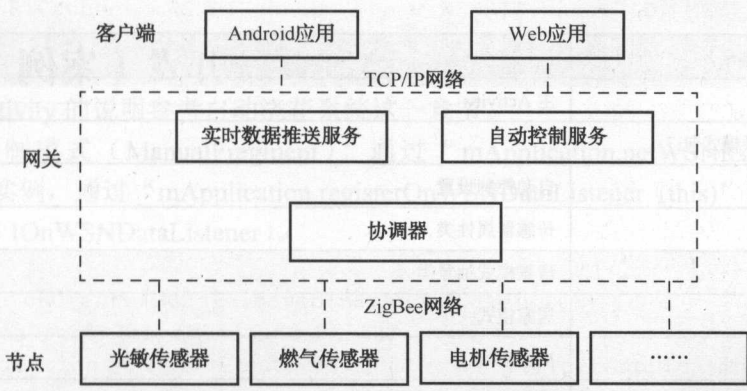 客户端
Android应用
Web应用
TCP/IP网络
实时数据推送服务
自动控制服务
网关
协调器
ZigBee网络
节点
光敏传感器
燃气传感器
电机传感器
……